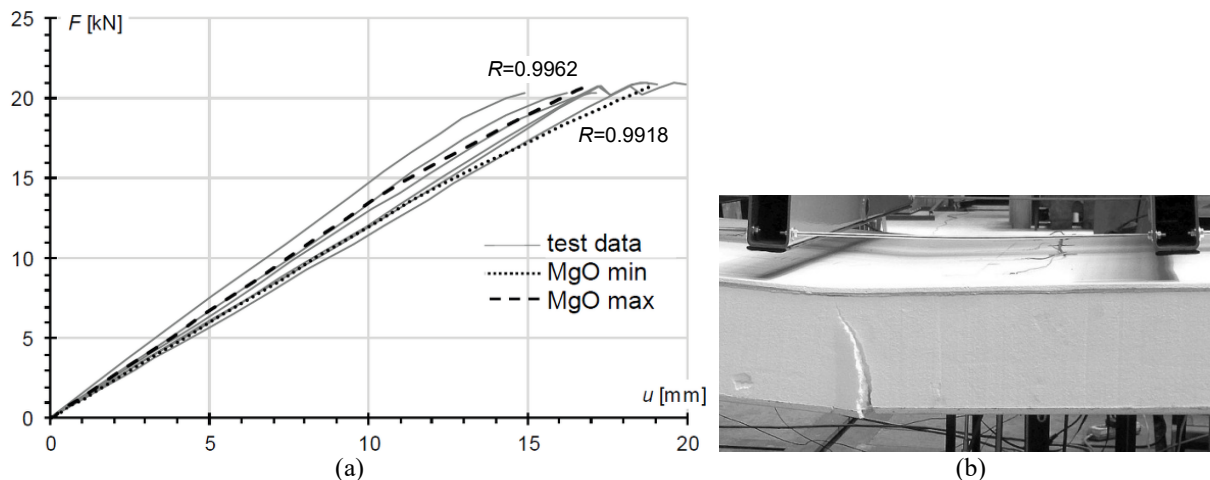 F [kN]
25
R=0.9962
20
R=0.9918
15
test data
10
MgO min
MgO max
5
u [mm]
0
0 5 10 15 20
(a) (b)